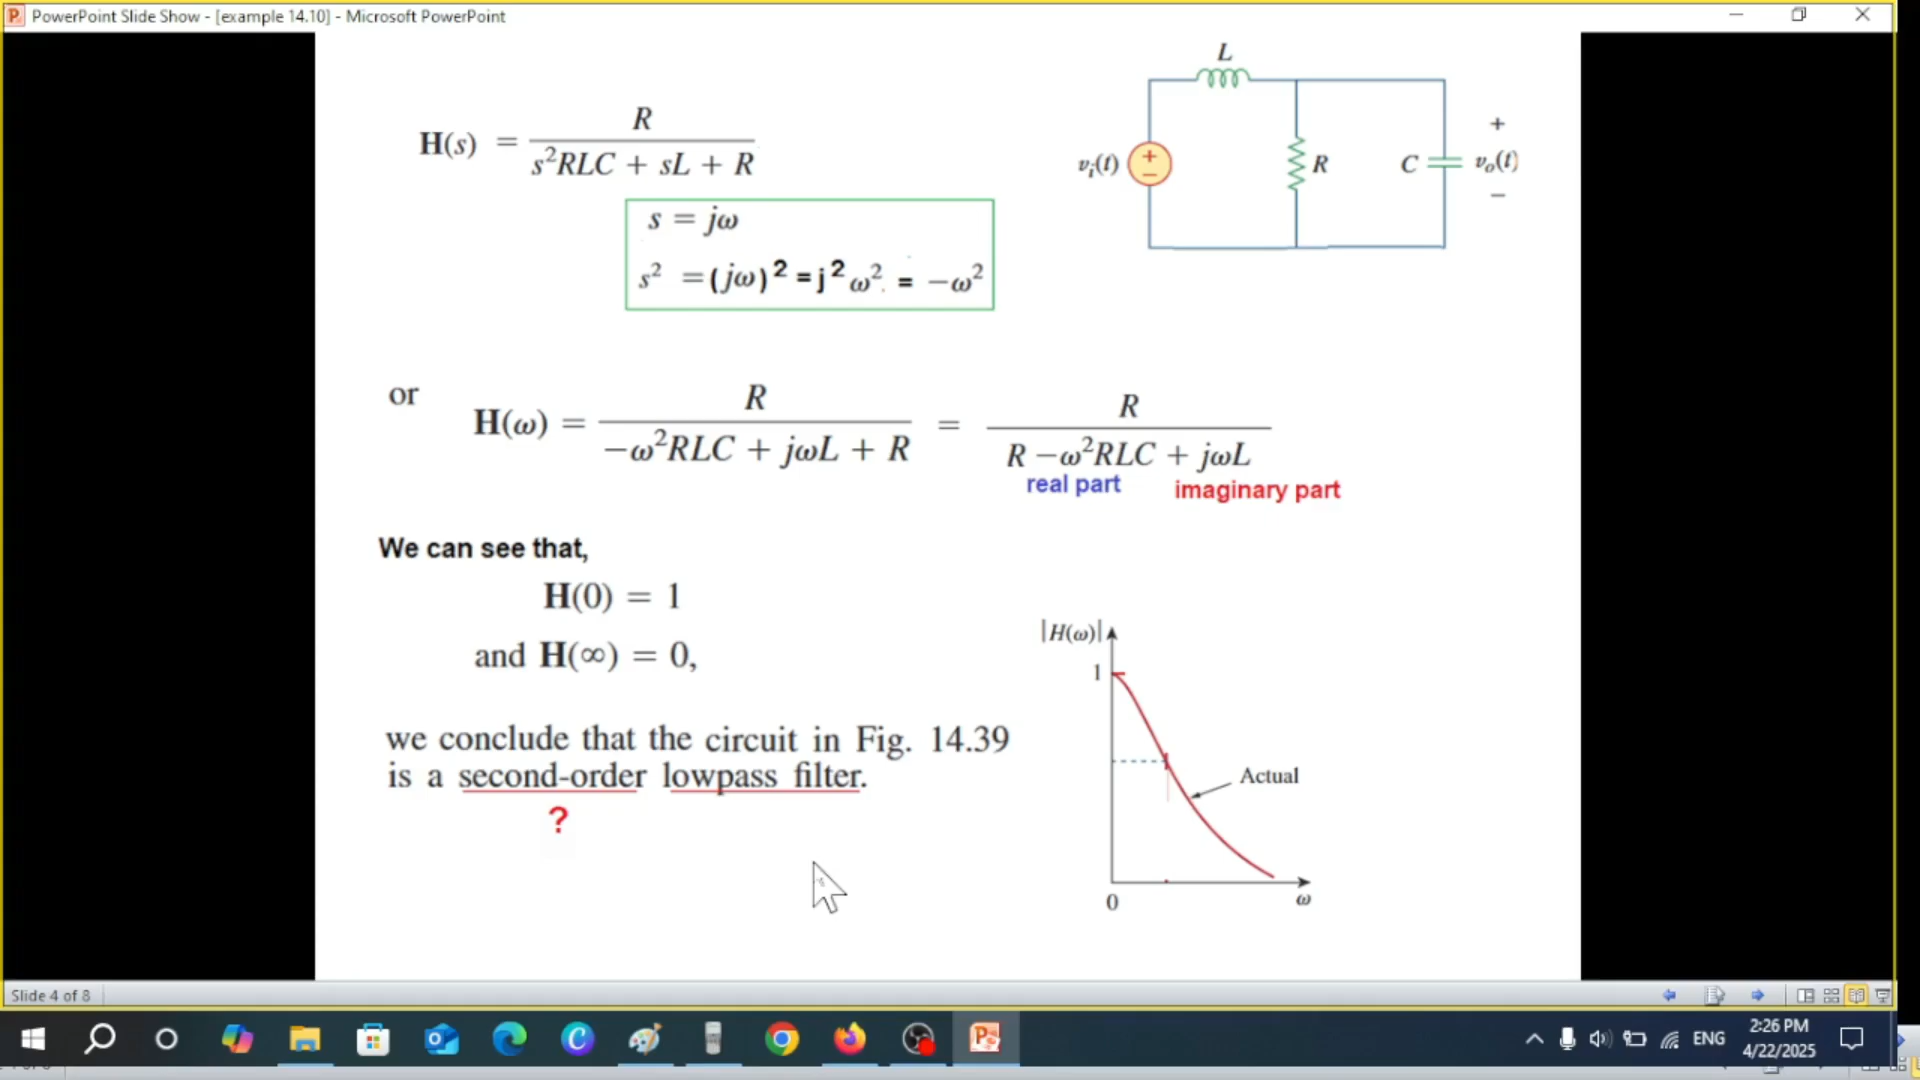 PowerPoint Slide Show - [example 14.10] - Microsoft PowerPoint
H(s) = R / (s²RLC + sL + R)
s = jω
s² = (jω)² = j² ω² = −ω²
L
vᵢ(t)
+
−
R
C
+
vₒ(t)
−
or
H(ω) = R / (−ω²RLC + jωL + R) = R / (R − ω²RLC + jωL)
real part
imaginary part
We can see that,
H(0) = 1
and H(∞) = 0,
we conclude that the circuit in Fig. 14.39
is a second-order lowpass filter.
?
|H(ω)|
1
Actual
0
ω
Slide 4 of 8
ENG
2:26 PM
4/22/2025